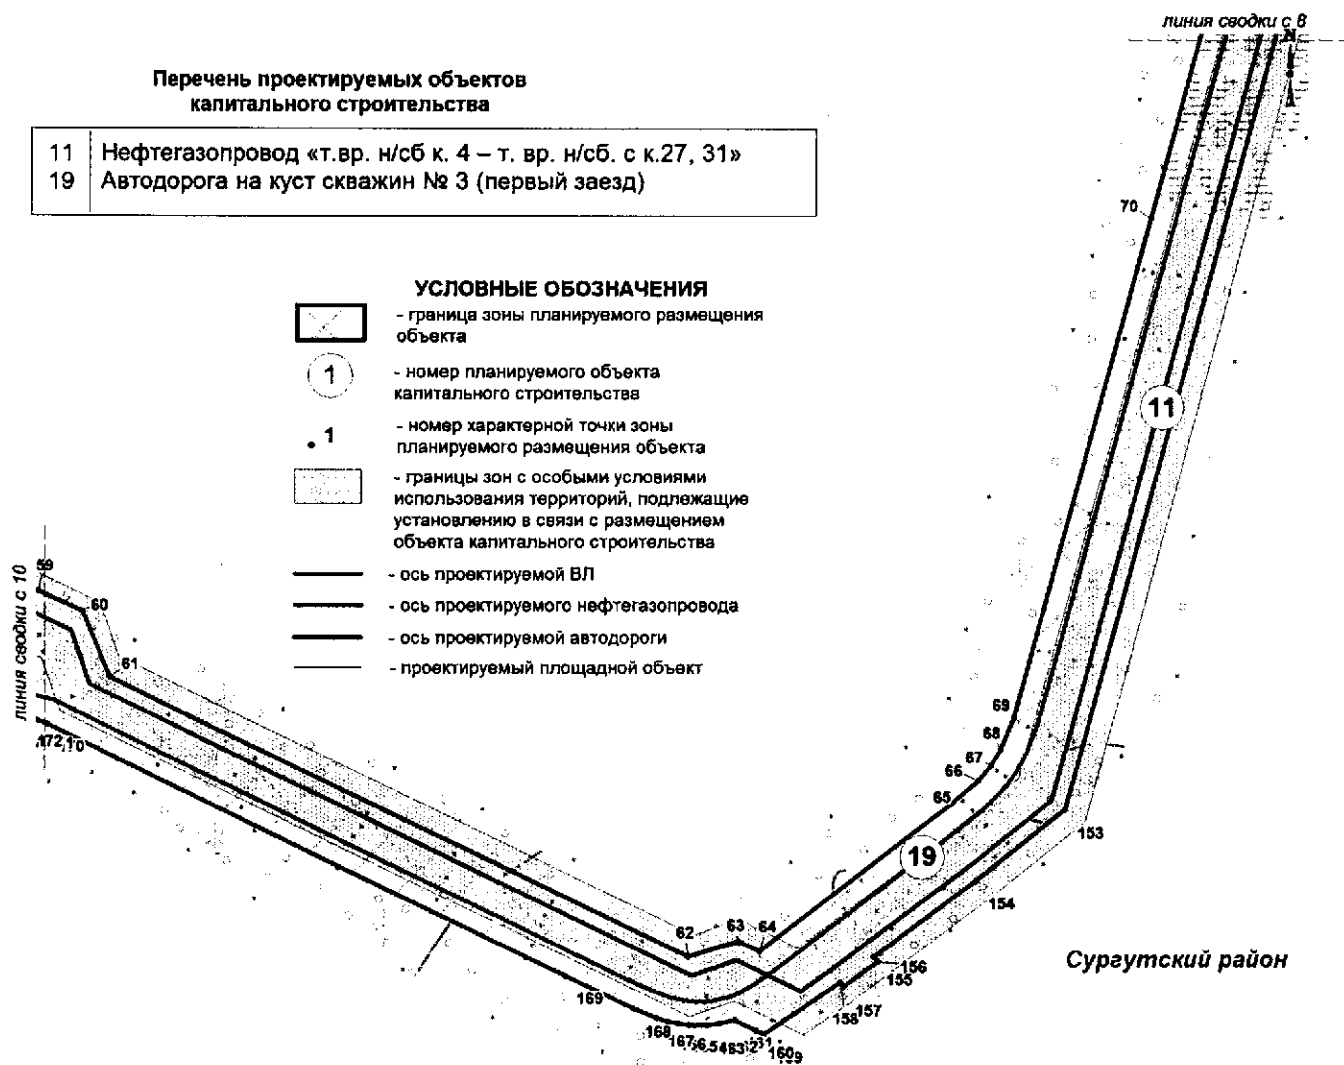 линия сводки с 8
Перечень проектируемых объектов
капитального строительства
11 Нефтегазопровод «т.вр. н/сб к. 4 – т. вр. н/сб. с к.27, 31»
19 Автодорога на куст скважин № 3 (первый заезд)
УСЛОВНЫЕ ОБОЗНАЧЕНИЯ
- граница зоны планируемого размещения
объекта
1
- номер планируемого объекта
капитального строительства
1
- номер характерной точки зоны
планируемого размещения объекта
- границы зон с особыми условиями
использования территорий, подлежащие
установлению в связи с размещением
объекта капитального строительства
- ось проектируемой ВЛ
- ось проектируемого нефтегазопровода
- ось проектируемой автодороги
- проектируемый площадной объект
линия сводки с 10
70
11
59
60
61
69
68
67
66
65
19
153
154
62
63
64
Сургутский район
156
155
157
158
169
168
167
160